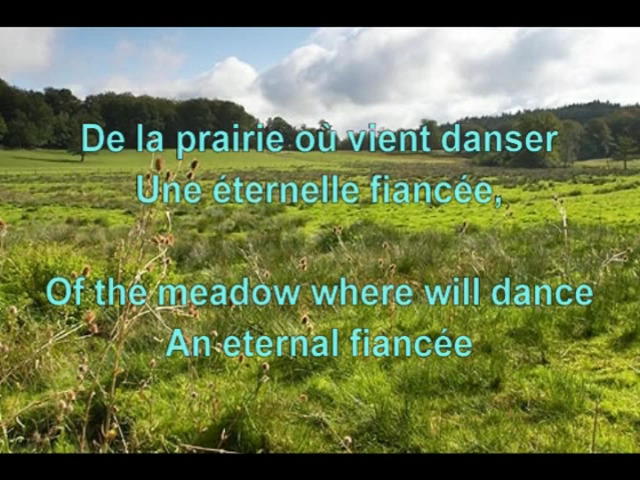 De la prairie où vient danser
Une éternelle fiancée,
Of the meadow where will dance
An eternal fiancée